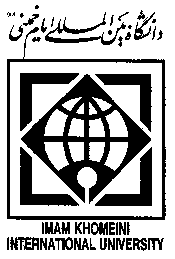 دانشگاه بین المللی امام خمینی
IMAM KHOMEINI
INTERNATIONAL UNIVERSITY